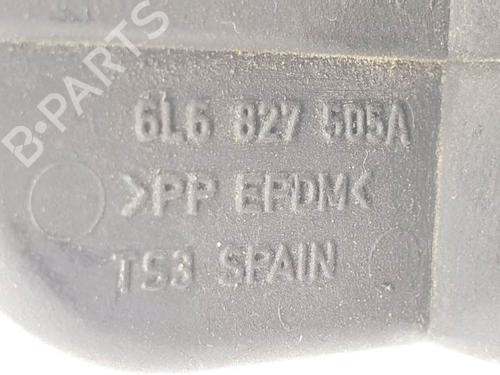 B-PARTS
6L6 827 505A
>PP EPDM<
TS3 SPAIN